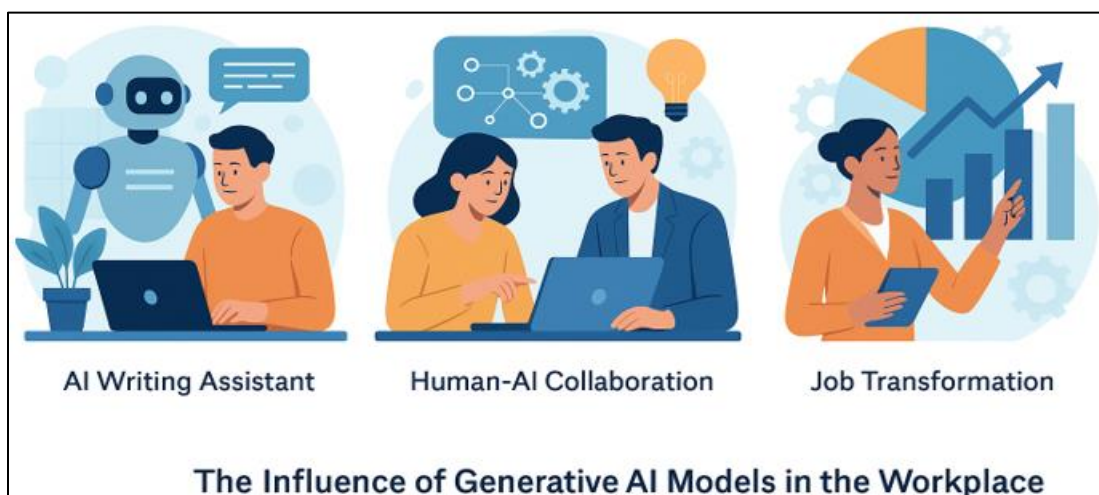 AI Writing Assistant
Human-AI Collaboration
Job Transformation
The Influence of Generative AI Models in the Workplace